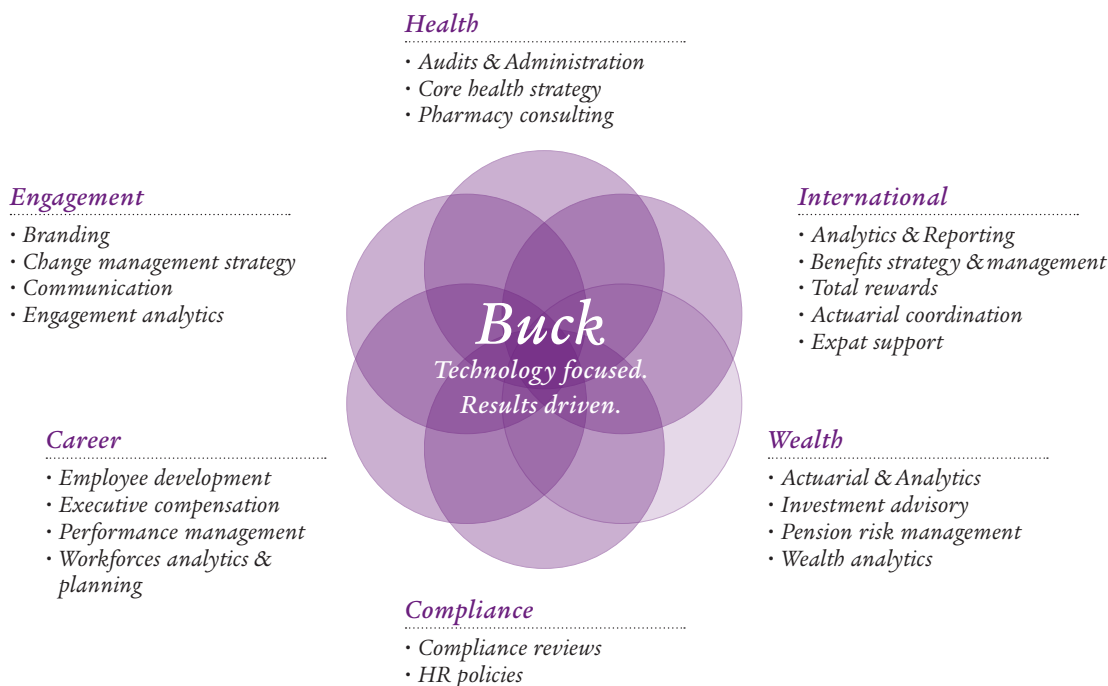 Health
· Audits & Administration
· Core health strategy
· Pharmacy consulting
Engagement
· Branding
· Change management strategy
· Communication
· Engagement analytics
International
· Analytics & Reporting
· Benefits strategy & management
· Total rewards
· Actuarial coordination
· Expat support
Buck
Technology focused.
Results driven.
Career
· Employee development
· Executive compensation
· Performance management
· Workforces analytics &
planning
Wealth
· Actuarial & Analytics
· Investment advisory
· Pension risk management
· Wealth analytics
Compliance
· Compliance reviews
· HR policies